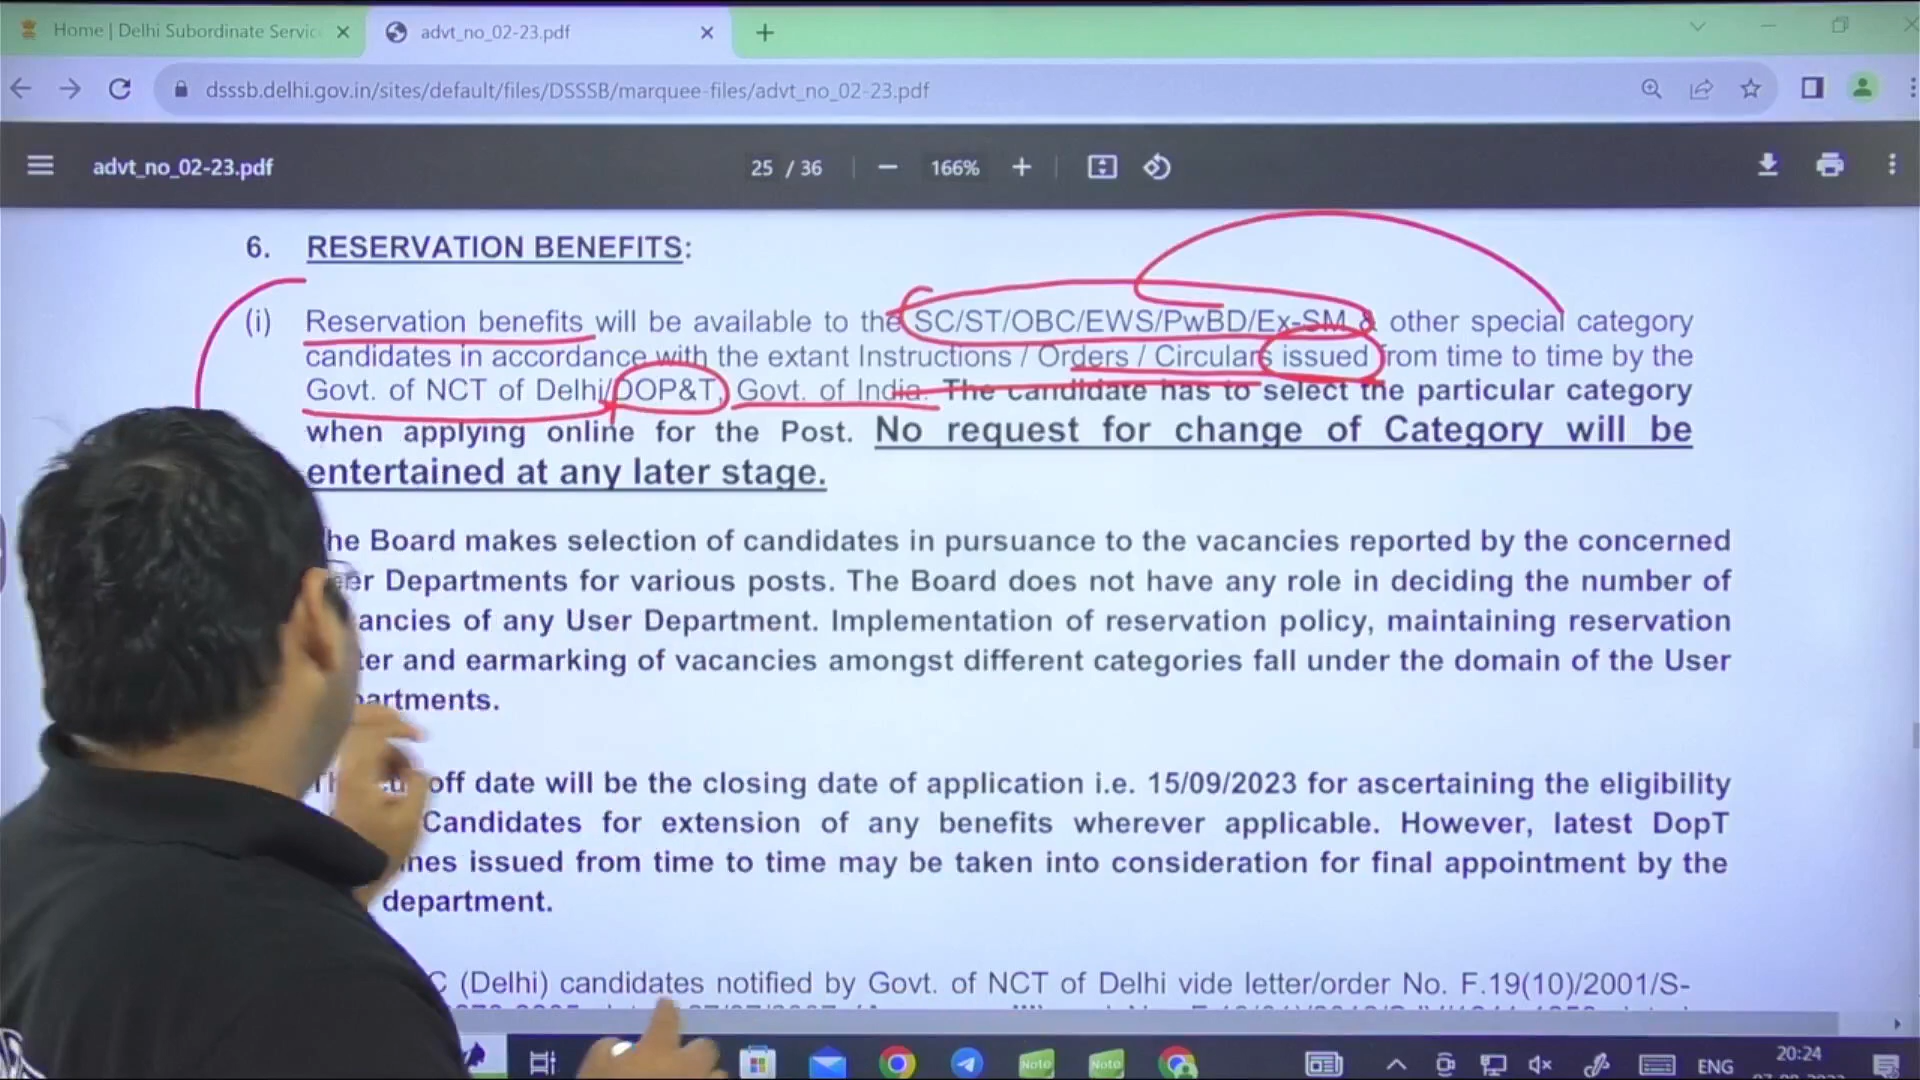 Home | Delhi Subordinate Servic
advt_no_02-23.pdf
dsssb.delhi.gov.in/sites/default/files/DSSSB/marquee-files/advt_no_02-23.pdf
advt_no_02-23.pdf
25 / 36
166%
6. RESERVATION BENEFITS:
(i) Reservation benefits will be available to the SC/ST/OBC/EWS/PwBD/Ex-SM & other special category
candidates in accordance with the extant Instructions / Orders / Circulars issued from time to time by the
Govt. of NCT of Delhi/DOP&T, Govt. of India. The candidate has to select the particular category
when applying online for the Post. No request for change of Category will be
entertained at any later stage.
he Board makes selection of candidates in pursuance to the vacancies reported by the concerned
er Departments for various posts. The Board does not have any role in deciding the number of
ancies of any User Department. Implementation of reservation policy, maintaining reservation
ter and earmarking of vacancies amongst different categories fall under the domain of the User
artments.
off date will be the closing date of application i.e. 15/09/2023 for ascertaining the eligibility
Candidates for extension of any benefits wherever applicable. However, latest DopT
nes issued from time to time may be taken into consideration for final appointment by the
department.
C (Delhi) candidates notified by Govt. of NCT of Delhi vide letter/order No. F.19(10)/2001/S-
Note
Note
ENG
20:24